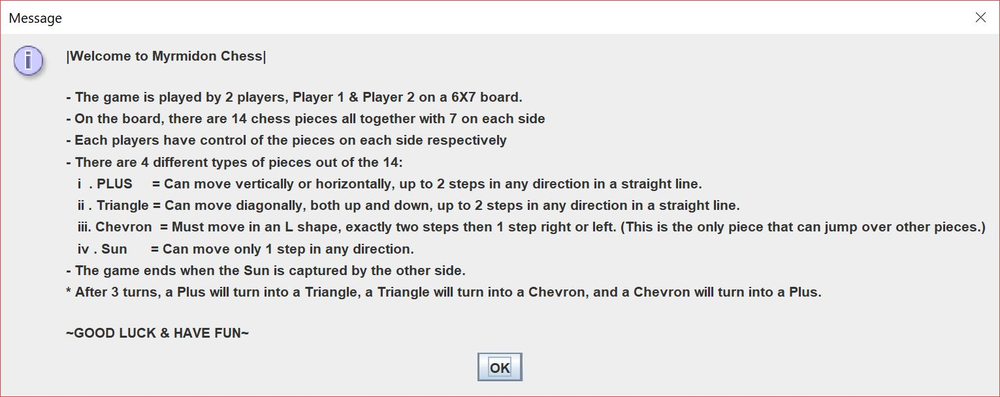 Message
|Welcome to Myrmidon Chess|
- The game is played by 2 players, Player 1 & Player 2 on a 6X7 board.
- On the board, there are 14 chess pieces all together with 7 on each side
- Each players have control of the pieces on each side respectively
- There are 4 different types of pieces out of the 14:
i . PLUS = Can move vertically or horizontally, up to 2 steps in any direction in a straight line.
ii . Triangle = Can move diagonally, both up and down, up to 2 steps in any direction in a straight line.
iii. Chevron = Must move in an L shape, exactly two steps then 1 step right or left. (This is the only piece that can jump over other pieces.)
iv . Sun = Can move only 1 step in any direction.
- The game ends when the Sun is captured by the other side.
* After 3 turns, a Plus will turn into a Triangle, a Triangle will turn into a Chevron, and a Chevron will turn into a Plus.
~GOOD LUCK & HAVE FUN~
OK